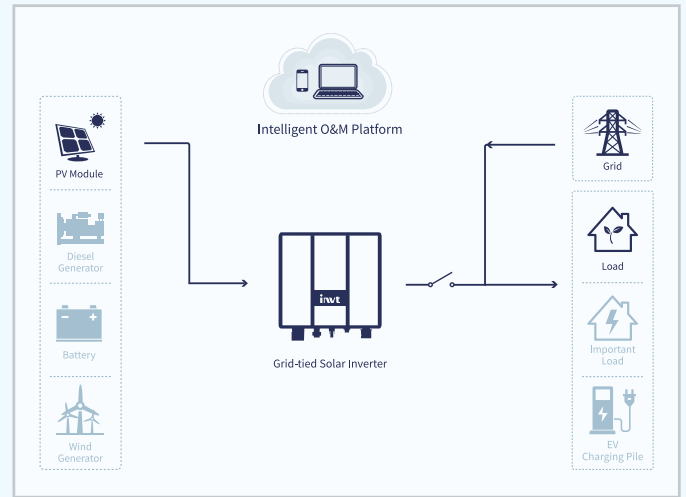 Intelligent O&M Platform
PV Module
Diesel
Generator
Battery
Wind
Generator
invt
Grid-tied Solar Inverter
Grid
Load
Important
Load
EV
Charging Pile